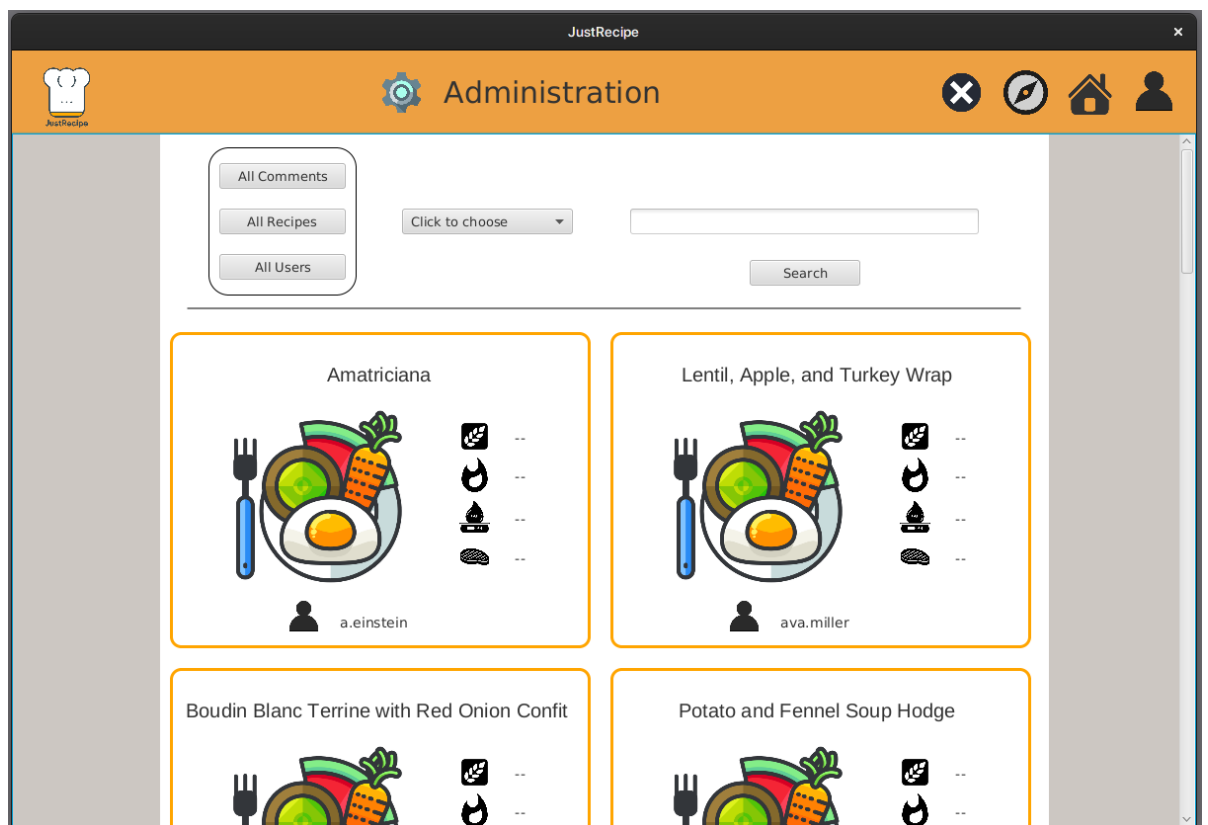 JustRecipe
JustRecipe
Administration
All Comments
All Recipes
All Users
Click to choose
Search
Amatriciana
--
--
--
--
a.einstein
Lentil, Apple, and Turkey Wrap
--
--
--
--
ava.miller
Boudin Blanc Terrine with Red Onion Confit
--
--
Potato and Fennel Soup Hodge
--
--